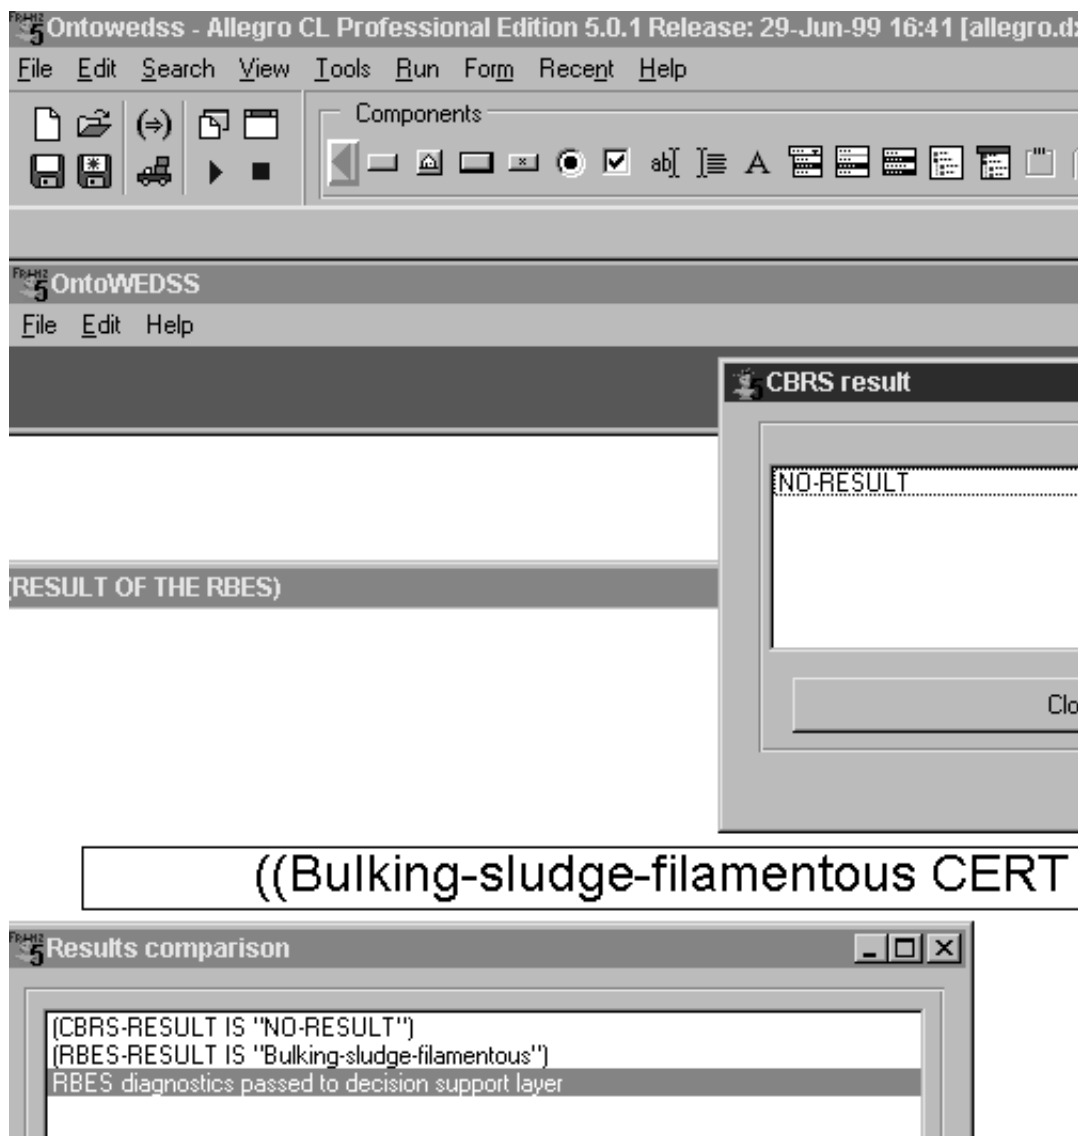 Ontowedss - Allegro CL Professional Edition 5.0.1 Release: 29-Jun-99 16:41 [allegro.d
File Edit Search View Tools Run Form Recent Help
Components
ab A
OntoWEDSS
File Edit Help
CBRS result
NO-RESULT
(RESULT OF THE RBES)
Clo
((Bulking-sludge-filamentous CERT
Results comparison
(CBRS-RESULT IS "NO-RESULT")
(RBES-RESULT IS "Bulking-sludge-filamentous")
RBES diagnostics passed to decision support layer